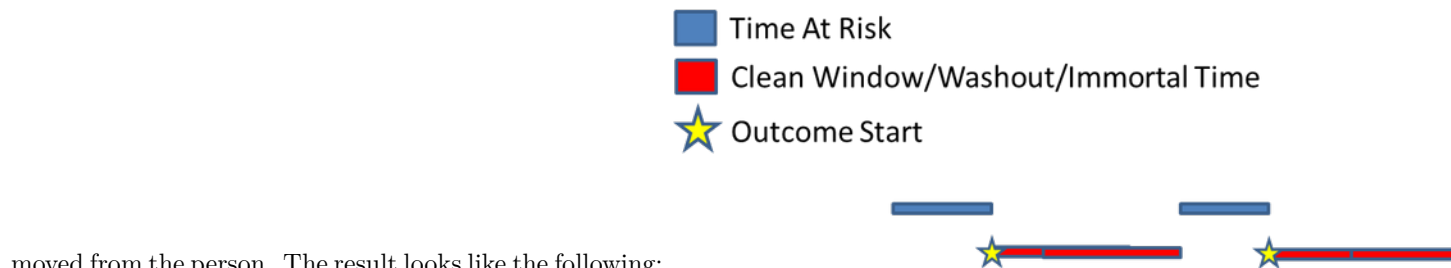 Time At Risk
Clean Window/Washout/Immortal Time
Outcome Start
moved from the person. The result looks like the following: